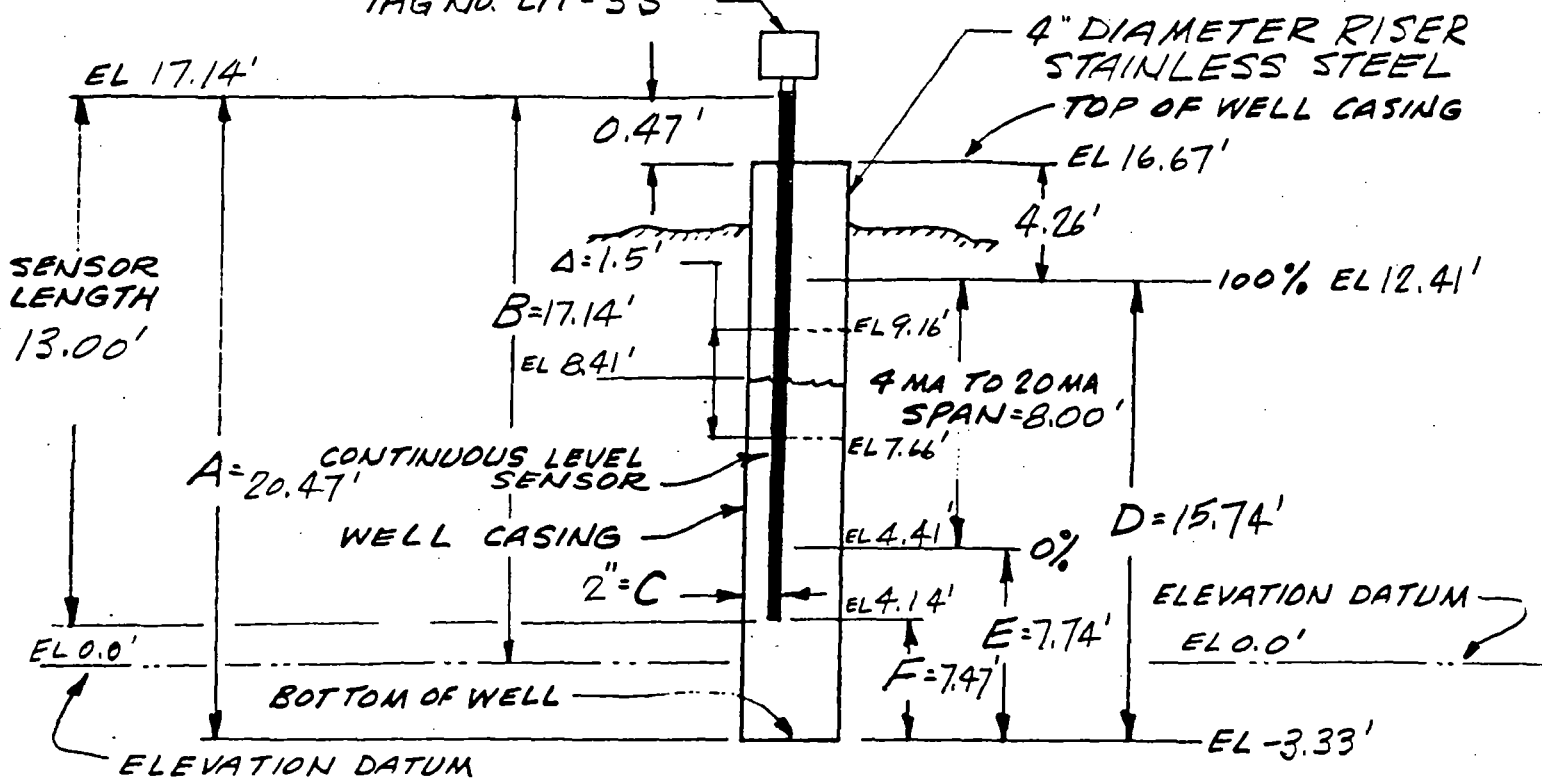 TAG NO. LIT-33
4" DIAMETER RISER
STAINLESS STEEL
TOP OF WELL CASING
EL 16.67'
EL 17.14'
0.47'
4.26'
SENSOR
LENGTH
13.00'
Δ=1.5'
B=17.14'
100% EL 12.41'
EL 9.16'
EL 8.41'
4 MA TO 20 MA
SPAN=8.00'
EL 7.66'
A=20.47'
CONTINUOUS LEVEL
SENSOR
D=15.74'
WELL CASING
EL 4.41'
0%
2"=C
EL 4.14'
ELEVATION DATUM
EL 0.0'
E=7.74'
EL 0.0'
F=7.47'
BOTTOM OF WELL
EL -3.33'
ELEVATION DATUM